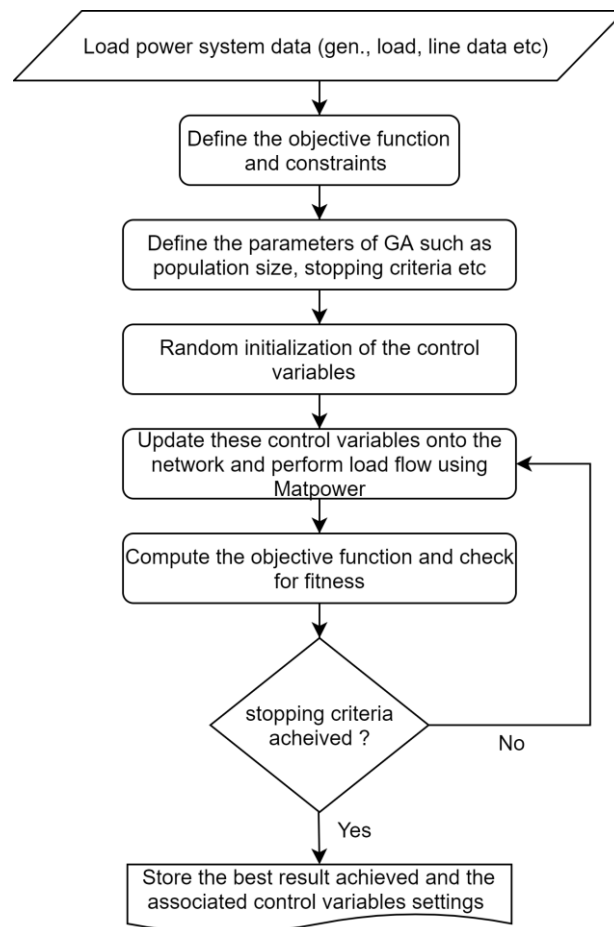 Load power system data (gen., load, line data etc)
Define the objective function
and constraints
Define the parameters of GA such as
population size, stopping criteria etc
Random initialization of the control
variables
Update these control variables onto the
network and perform load flow using
Matpower
Compute the objective function and check
for fitness
stopping criteria
acheived ?
No
Yes
Store the best result achieved and the
associated control variables settings